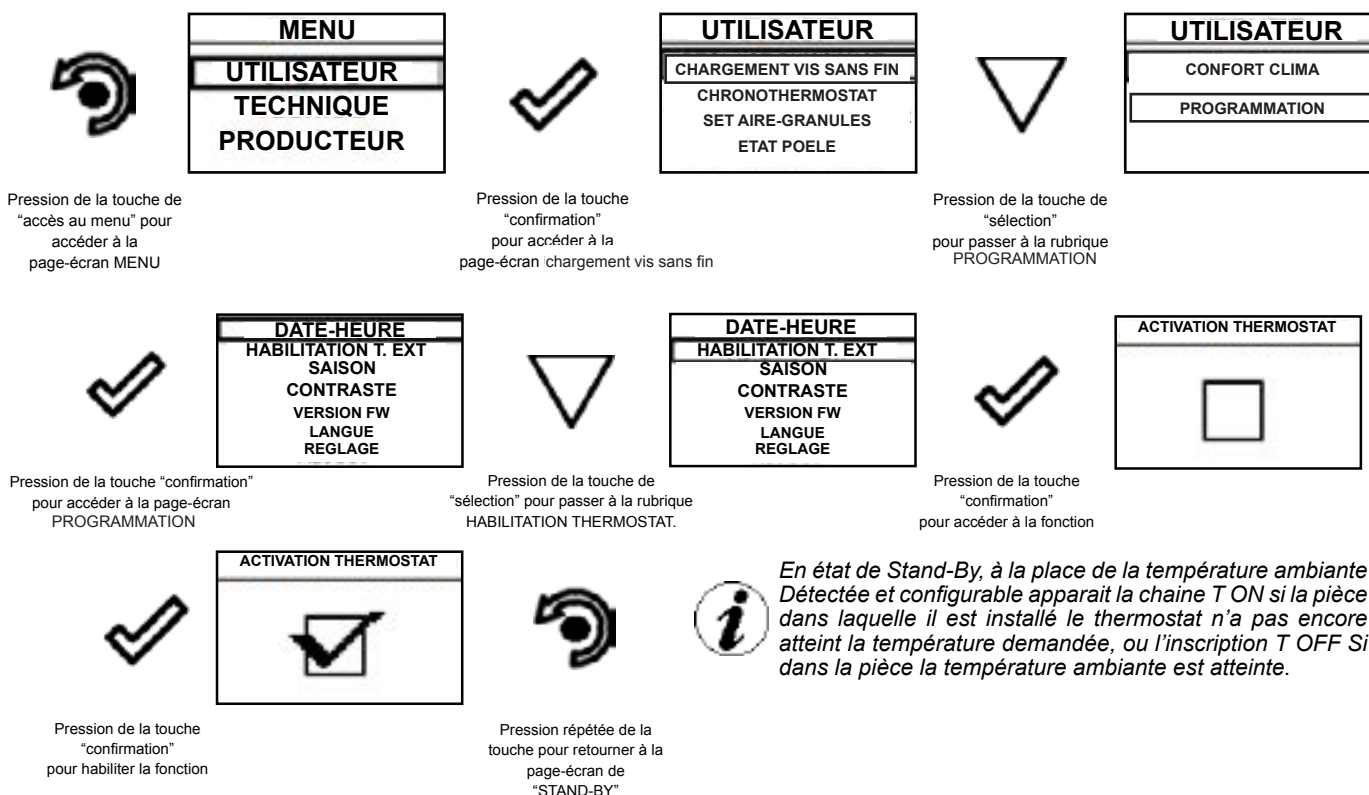 MENU
UTILISATEUR
TECHNIQUE
PRODUCTEUR
UTILISATEUR
CHARGEMENT VIS SANS FIN
CHRONOTHERMOSTAT
SET AIRE-GRANULES
ETAT POELE
UTILISATEUR
CONFORT CLIMA
PROGRAMMATION
Pression de la touche de
“accès au menu” pour
accéder à la
page-écran MENU
Pression de la touche
“confirmation”
pour accéder à la
page-écran chargement vis sans fin
Pression de la touche de
“sélection”
pour passer à la rubrique
PROGRAMMATION
DATE-HEURE
HABILITATION T. EXT
SAISON
CONTRASTE
VERSION FW
LANGUE
REGLAGE
DATE-HEURE
HABILITATION T. EXT
SAISON
CONTRASTE
VERSION FW
LANGUE
REGLAGE
ACTIVATION THERMOSTAT
Pression de la touche “confirmation”
pour accéder à la page-écran
PROGRAMMATION
Pression de la touche de
“sélection” pour passer à la rubrique
HABILITATION THERMOSTAT.
Pression de la touche
“confirmation”
pour accéder à la fonction
ACTIVATION THERMOSTAT
En état de Stand-By, à la place de la température ambiante
Détectée et configurable apparait la chaine T ON si la pièce
dans laquelle il est installé le thermostat n’a pas encore
atteint la température demandée, ou l’inscription T OFF Si
dans la pièce la température ambiante est atteinte.
Pression de la touche
“confirmation”
pour habiliter la fonction
Pression répétée de la
touche pour retourner à la
page-écran de
“STAND-BY”